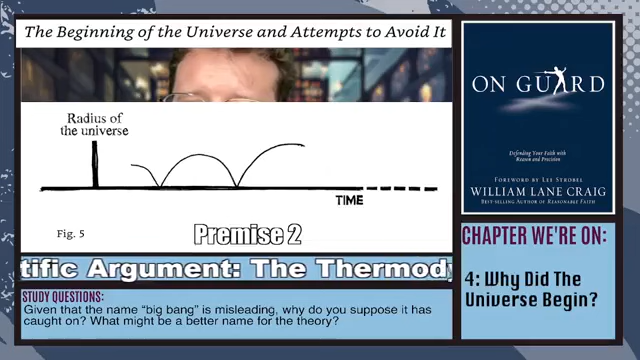 The Beginning of the Universe and Attempts to Avoid It
Radius of
the universe
TIME
Fig. 5
Premise 2
tific Argument: The Thermody
STUDY QUESTIONS:
Given that the name “big bang” is misleading, why do you suppose it has
caught on? What might be a better name for the theory?
ON GUARD
Defending Your Faith with
Reason and Precision
FOREWORD BY LEE STROBEL
WILLIAM LANE CRAIG
BEST-SELLING AUTHOR OF REASONABLE FAITH
CHAPTER WE'RE ON:
4: Why Did The
Universe Begin?